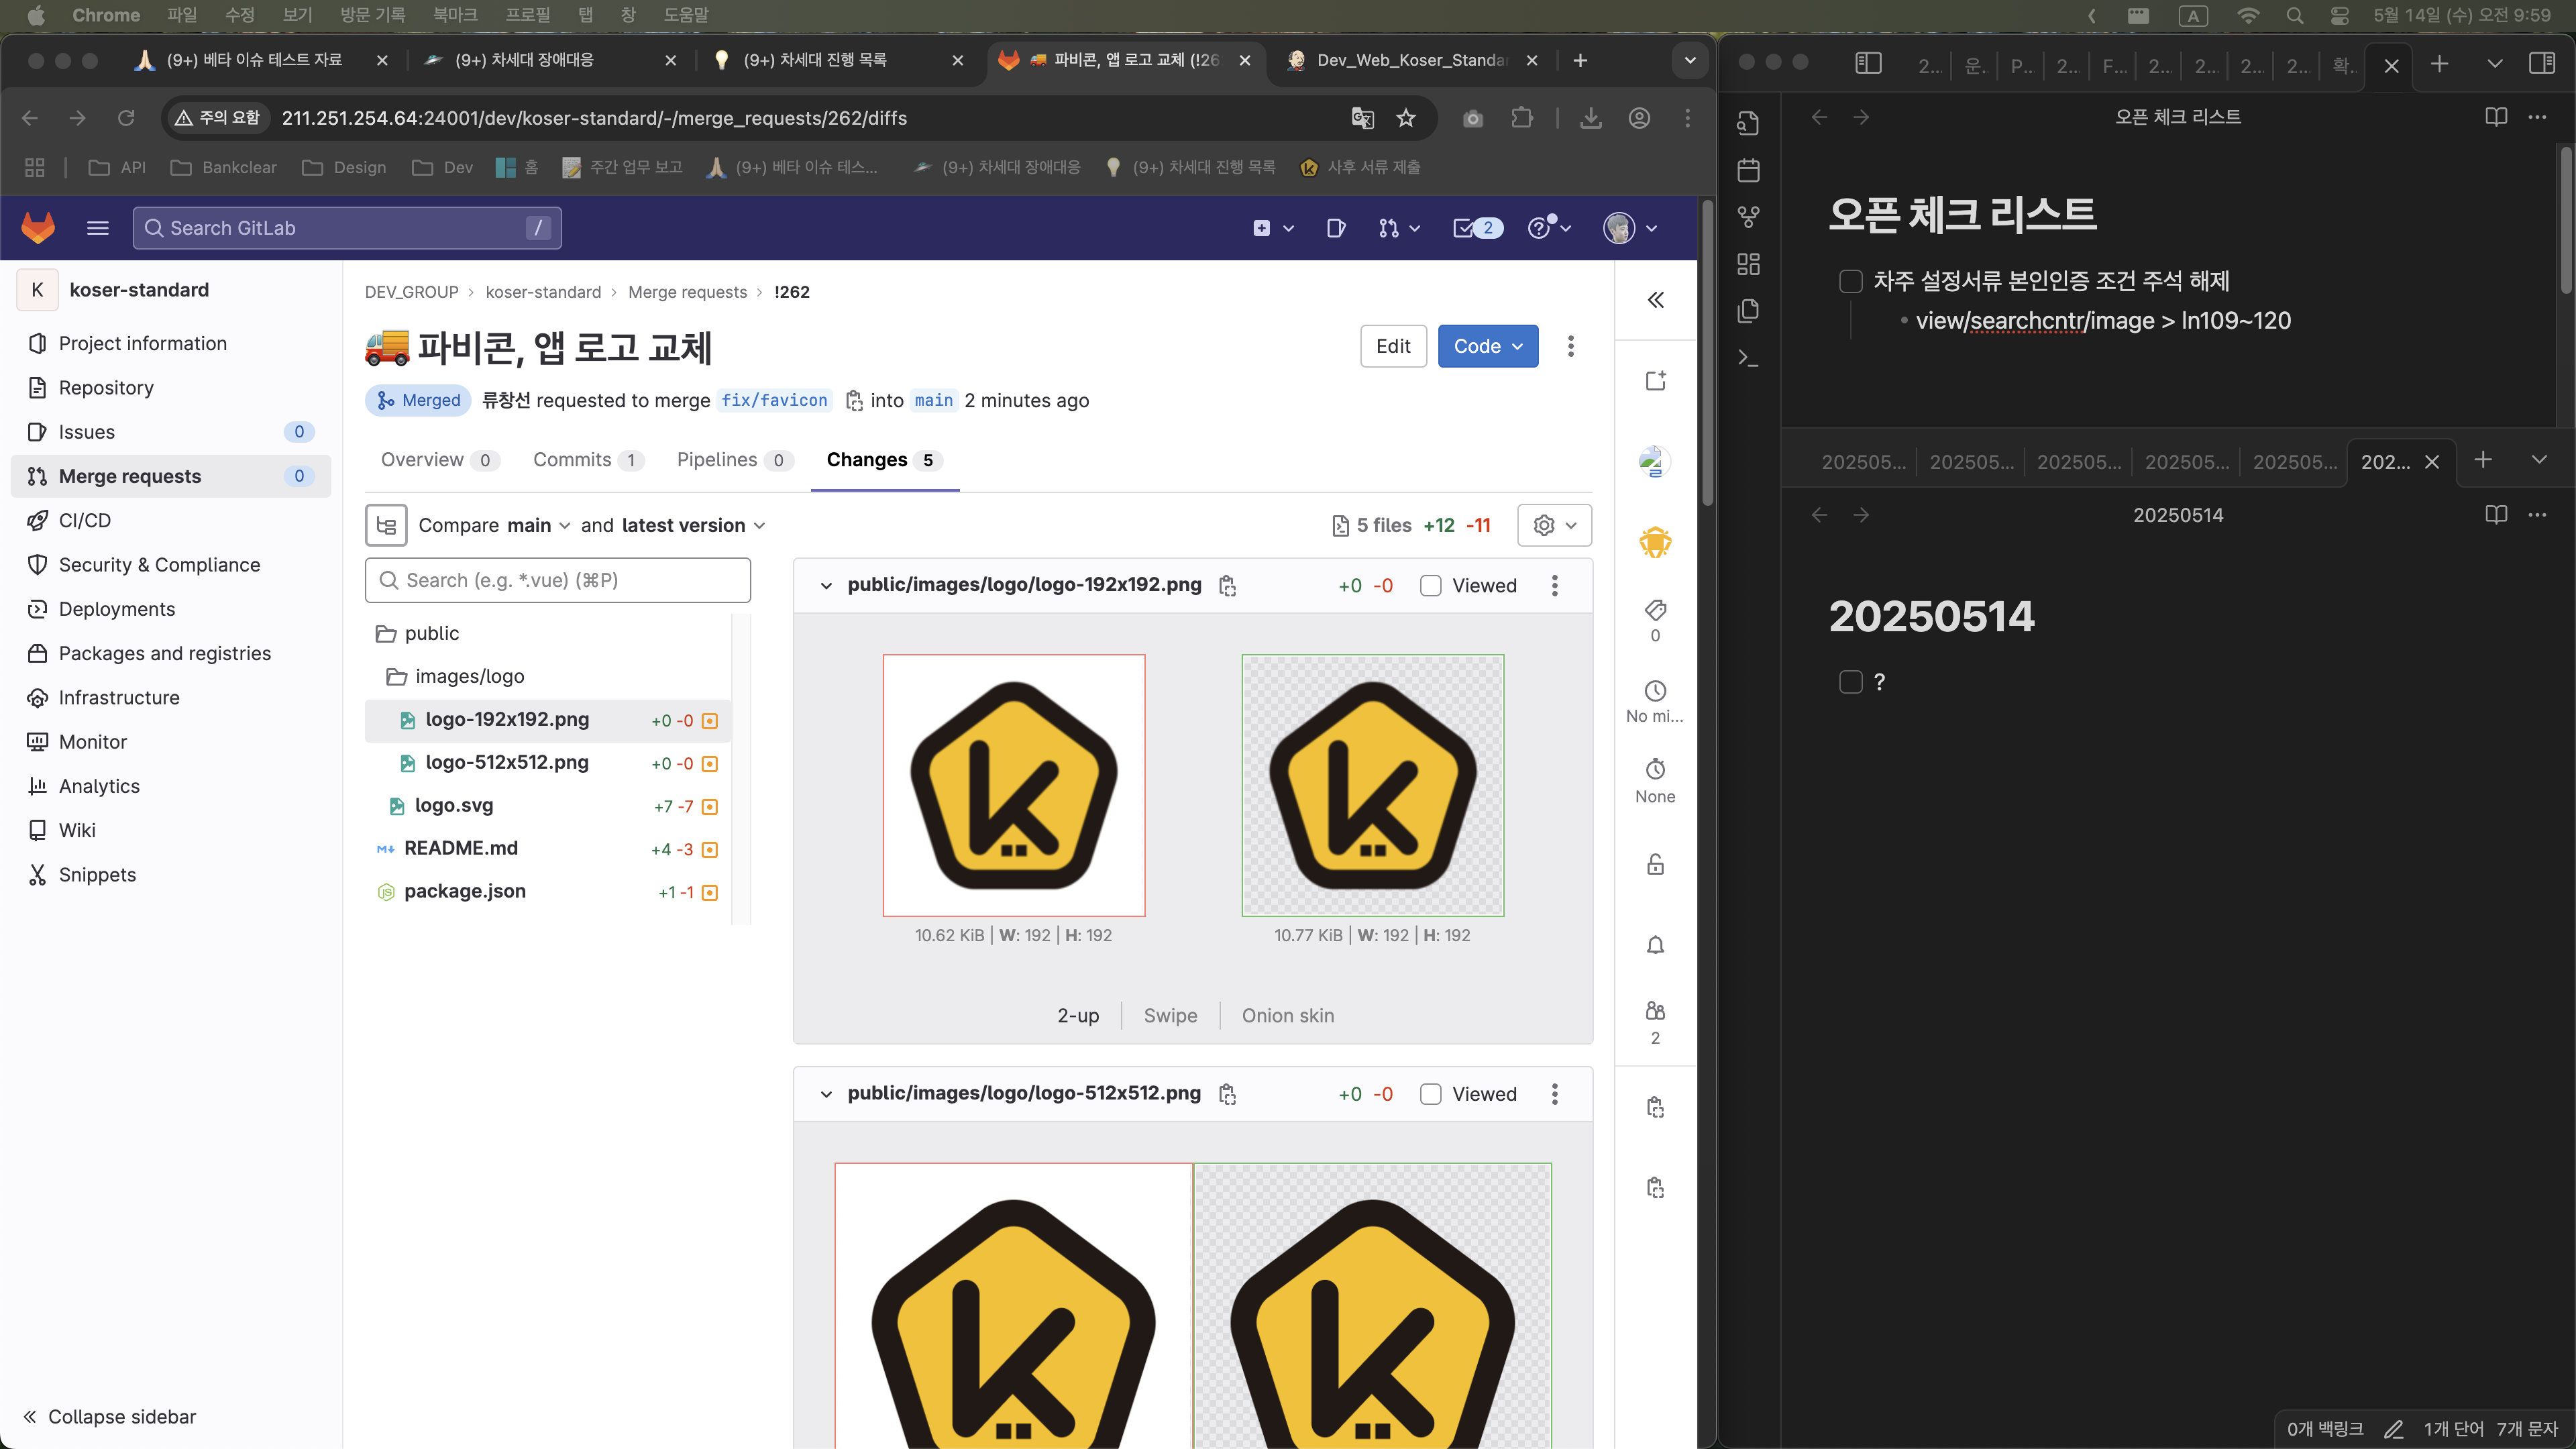 Chrome 파일 수정 보기 방문 기록 북마크 프로필 탭 창 도움말
A 5월 14일 (수) 오전 9:59
(9+) 베타 이슈 테스트 자료
(9+) 차세대 장애대응
(9+) 차세대 진행 목록
파비콘, 앱 로고 교체 (!26
Dev_Web_Koser_Standa
주의 요함 211.251.254.64:24001/dev/koser-standard/-/merge_requests/262/diffs
API Bankclear Design Dev 홈 주간 업무 보고 (9+) 베타 이슈 테스... (9+) 차세대 장애대응 (9+) 차세대 진행 목록 사후 서류 제출
Search GitLab /
2
K koser-standard
Project information
Repository
Issues 0
Merge requests 0
CI/CD
Security & Compliance
Deployments
Packages and registries
Infrastructure
Monitor
Analytics
Wiki
Snippets
Collapse sidebar
DEV_GROUP > koser-standard > Merge requests > !262
파비콘, 앱 로고 교체
Edit Code
Merged 류창선 requested to merge fix/favicon into main 2 minutes ago
Overview 0 Commits 1 Pipelines 0 Changes 5
Compare main and latest version
5 files +12 -11
Search (e.g. *.vue) (⌘P)
public
images/logo
logo-192x192.png +0 -0
logo-512x512.png +0 -0
logo.svg +7 -7
README.md +4 -3
package.json +1 -1
public/images/logo/logo-192x192.png +0 -0 Viewed
10.62 KiB | W: 192 | H: 192
10.77 KiB | W: 192 | H: 192
2-up Swipe Onion skin
public/images/logo/logo-512x512.png +0 -0 Viewed
0
No mi...
None
2
2... 운.. P... 2... F... 2... 2... 2... 2... 확..
오픈 체크 리스트
오픈 체크 리스트
차주 설정서류 본인인증 조건 주석 해제
view/searchcntr/image > ln109~120
202505... 202505... 202505... 202505... 202505... 202...
20250514
20250514
?
0개 백링크 1개 단어 7개 문자